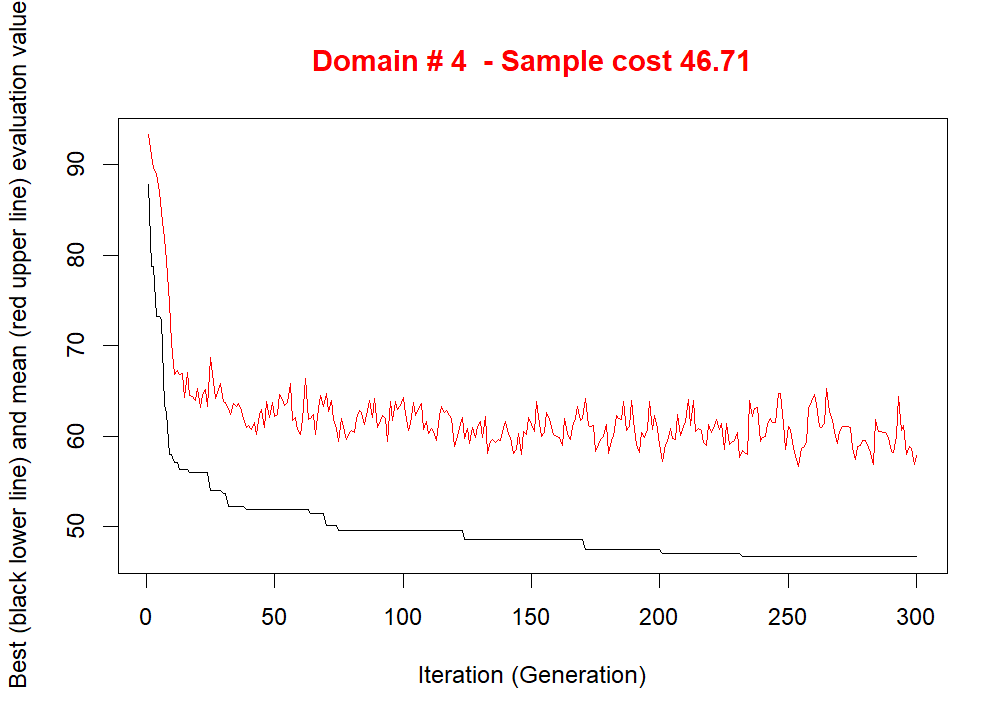 Domain # 4  - Sample cost 46.71
Best (black lower line) and mean (red upper line) evaluation value
90
80
70
60
50
0 50 100 150 200 250 300
Iteration (Generation)